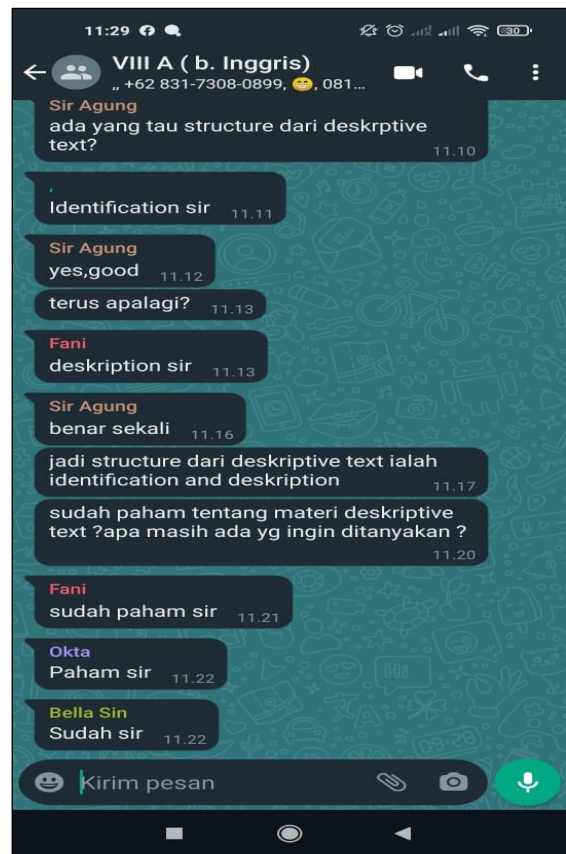 11:29
30
VIII A ( b. Inggris)
,, +62 831-7308-0899, 😁, 081...
Sir Agung
ada yang tau structure dari deskrptive
text?
11.10
,
Identification sir 11.11
Sir Agung
yes,good 11.12
terus apalagi? 11.13
Fani
deskription sir 11.13
Sir Agung
benar sekali 11.16
jadi structure dari deskriptive text ialah
identification and deskription 11.17
sudah paham tentang materi deskriptive
text ?apa masih ada yg ingin ditanyakan ?
11.20
Fani
sudah paham sir 11.21
Okta
Paham sir 11.22
Bella Sin
Sudah sir 11.22
Kirim pesan